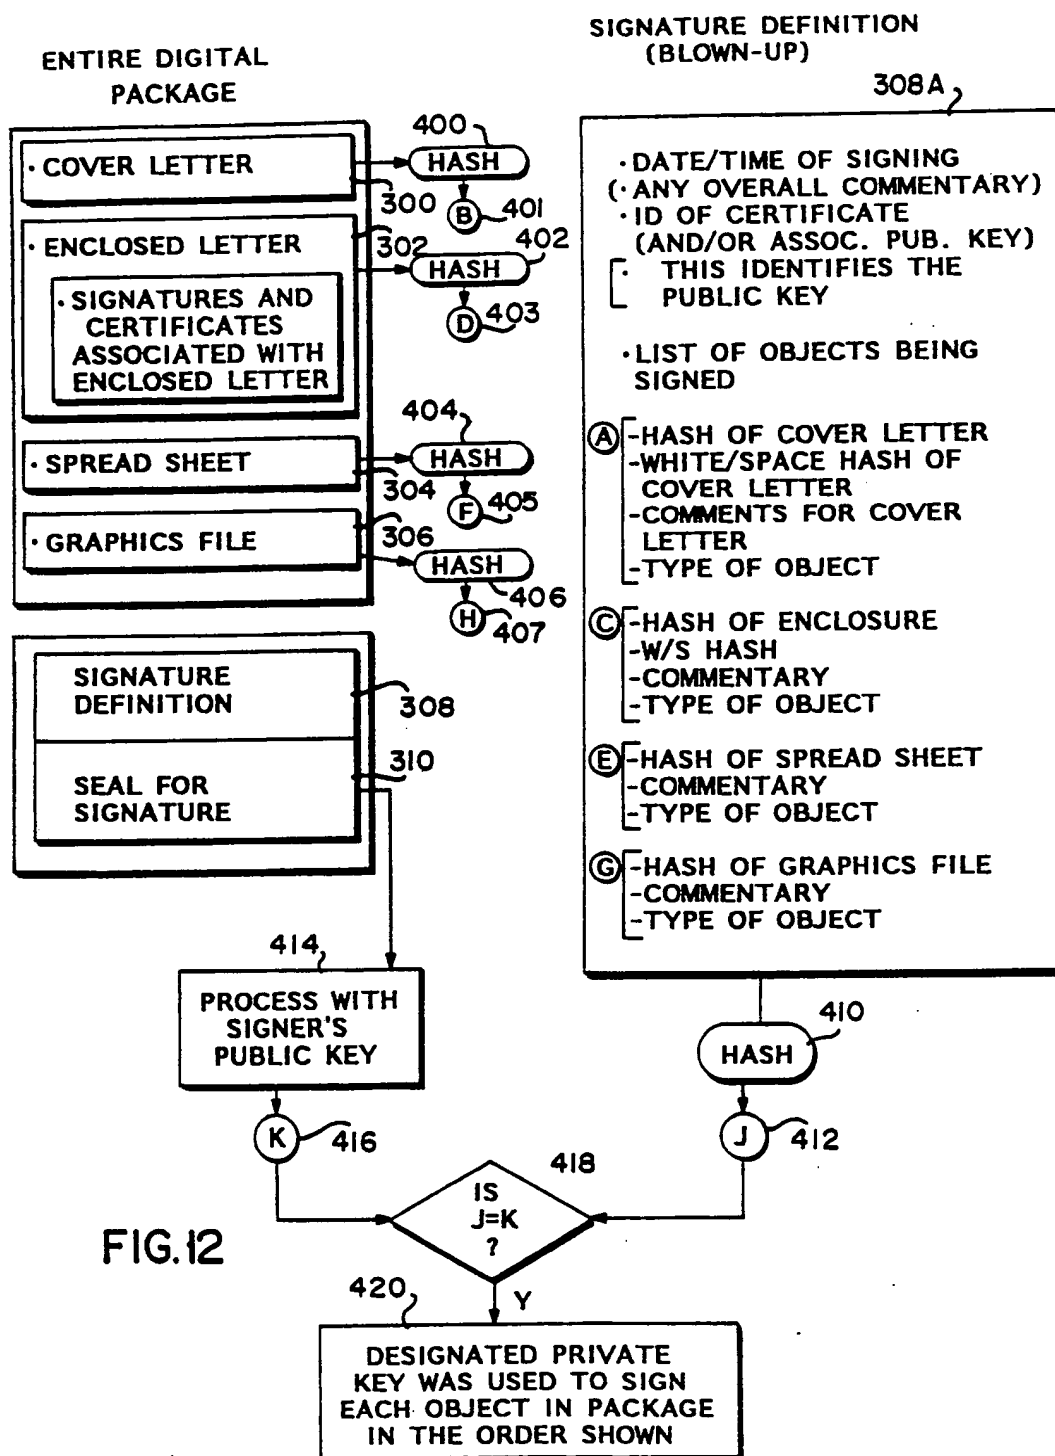 ENTIRE DIGITAL
PACKAGE
· COVER LETTER
300
400
HASH
B
401
· ENCLOSED LETTER
302
402
HASH
D
403
· SIGNATURES AND
CERTIFICATES
ASSOCIATED WITH
ENCLOSED LETTER
404
· SPREAD SHEET
304
HASH
F
405
· GRAPHICS FILE
306
HASH
406
H
407
SIGNATURE
DEFINITION
308
310
SEAL FOR
SIGNATURE
SIGNATURE DEFINITION
(BLOWN-UP)
308A
· DATE/TIME OF SIGNING
(· ANY OVERALL COMMENTARY)
· ID OF CERTIFICATE
(AND/OR ASSOC. PUB. KEY)
· THIS IDENTIFIES THE
PUBLIC KEY
· LIST OF OBJECTS BEING
SIGNED
A -HASH OF COVER LETTER
-WHITE/SPACE HASH OF
COVER LETTER
-COMMENTS FOR COVER
LETTER
-TYPE OF OBJECT
C -HASH OF ENCLOSURE
-W/S HASH
-COMMENTARY
-TYPE OF OBJECT
E -HASH OF SPREAD SHEET
-COMMENTARY
-TYPE OF OBJECT
G -HASH OF GRAPHICS FILE
-COMMENTARY
-TYPE OF OBJECT
414
PROCESS WITH
SIGNER'S
PUBLIC KEY
K
416
410
HASH
J
412
418
IS
J=K
?
Y
FIG.12
420
DESIGNATED PRIVATE
KEY WAS USED TO SIGN
EACH OBJECT IN PACKAGE
IN THE ORDER SHOWN